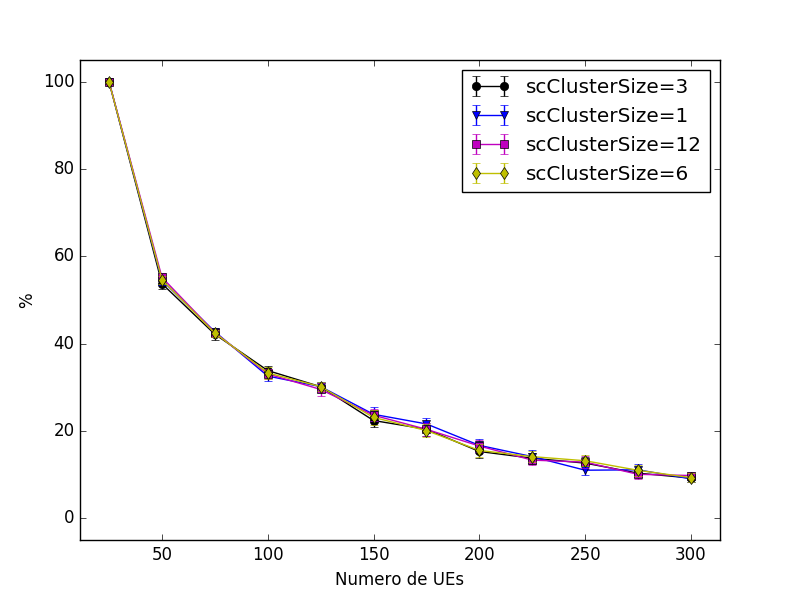 scClusterSize=3
scClusterSize=1
scClusterSize=12
scClusterSize=6
100
80
60
40
20
0
%
50 100 150 200 250 300
Numero de UEs